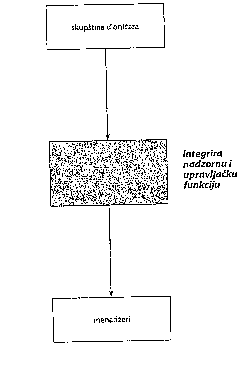 skupština dioničara
integrira
nadzornu i
upravljačku
funkciju
menadžeri